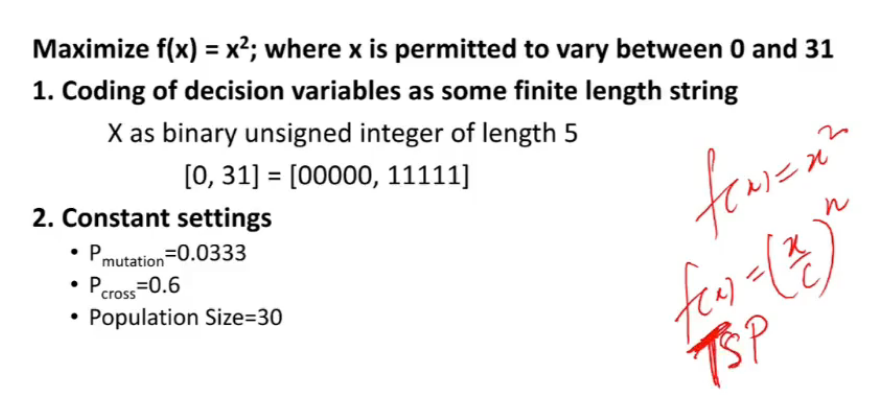 Maximize f(x) = x²; where x is permitted to vary between 0 and 31
1. Coding of decision variables as some finite length string
X as binary unsigned integer of length 5
[0, 31] = [00000, 11111]
2. Constant settings
• Pmutation=0.0333
• Pcross=0.6
• Population Size=30
f(x) = x²
f(x) = (x/c)ⁿ
TSP